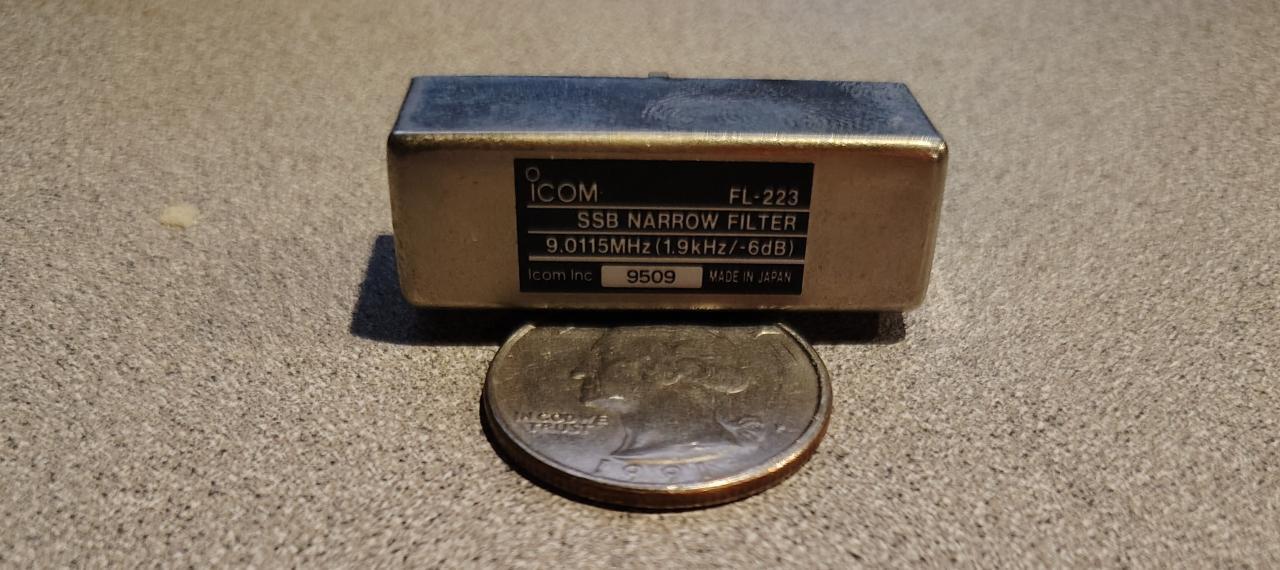 ICOM FL-223
SSB NARROW FILTER
9.0115MHz (1.9kHz/-6dB)
Icom Inc 9509 MADE IN JAPAN
IN GOD WE
TRUST
1991